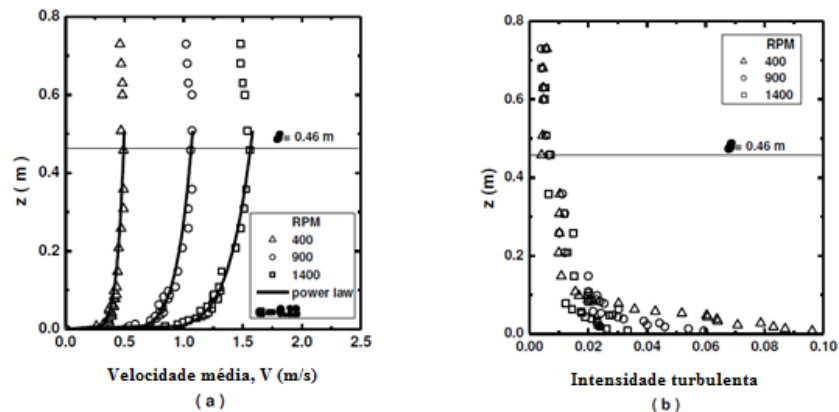 0.8
0.6
0.4
0.2
0.0
z ( m )
= 0.46 m
RPM
400
900
1400
power law
0.0 0.5 1.0 1.5 2.0 2.5
Velocidade média, V (m/s)
( a )
0.8
0.6
0.4
0.2
0.0
z (m)
RPM
400
900
1400
= 0.46 m
0.00 0.02 0.04 0.06 0.08 0.10
Intensidade turbulenta
( b )